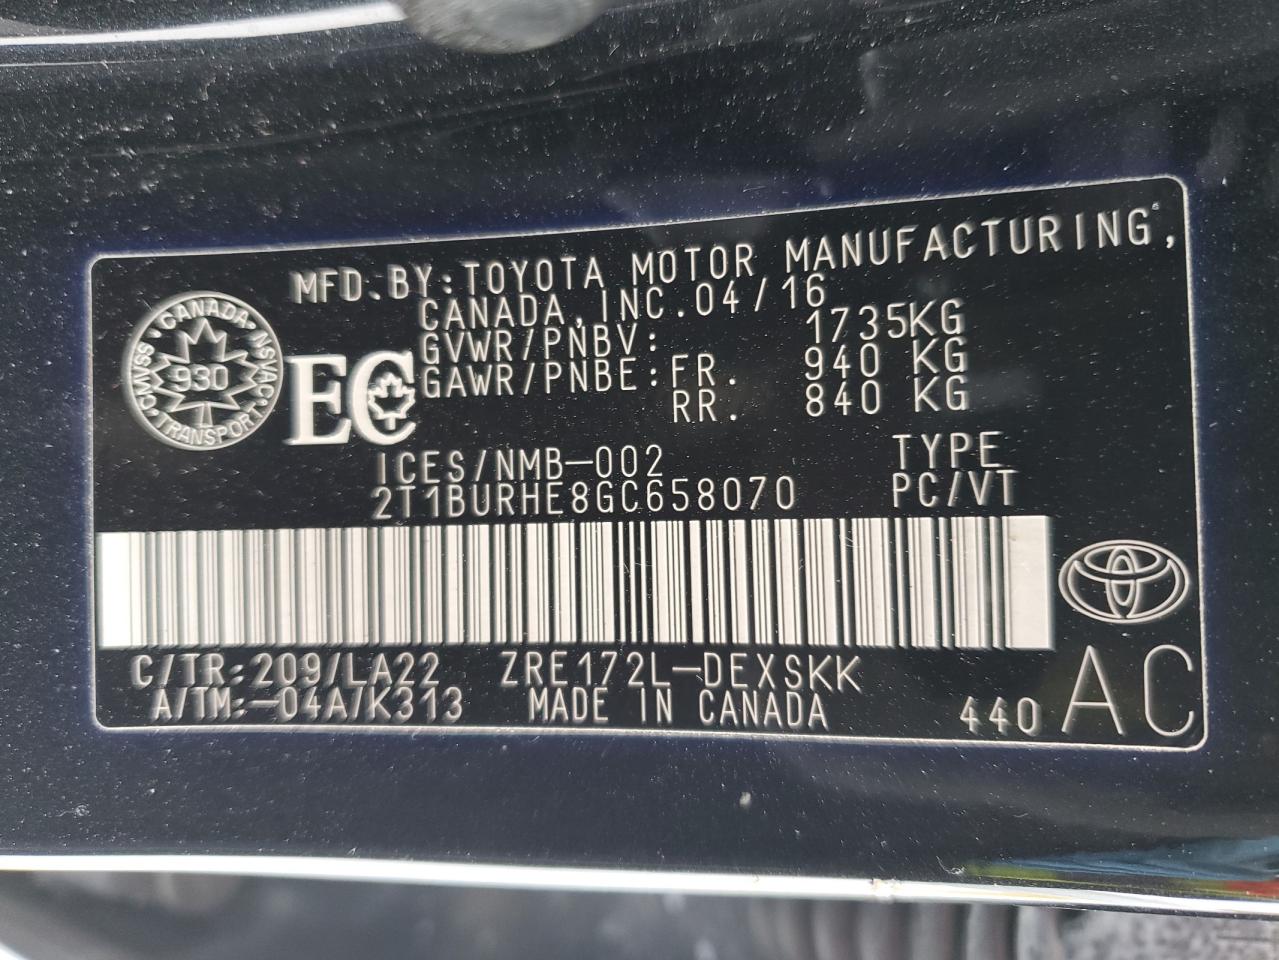 MFD.BY:TOYOTA MOTOR MANUFACTURING,
CANADA, INC.04/16
GVWR/PNBV: 1735KG
GAWR/PNBE:FR. 940 KG
RR. 840 KG
CANADA
930
TRANSPORT
EC
ICES/NMB-002
TYPE
2T1BURHE8GC658070
PC/VT
C/TR:209/LA22 ZRE172L-DEXSKK
A/TM:-04A/K313 MADE IN CANADA
440 AC